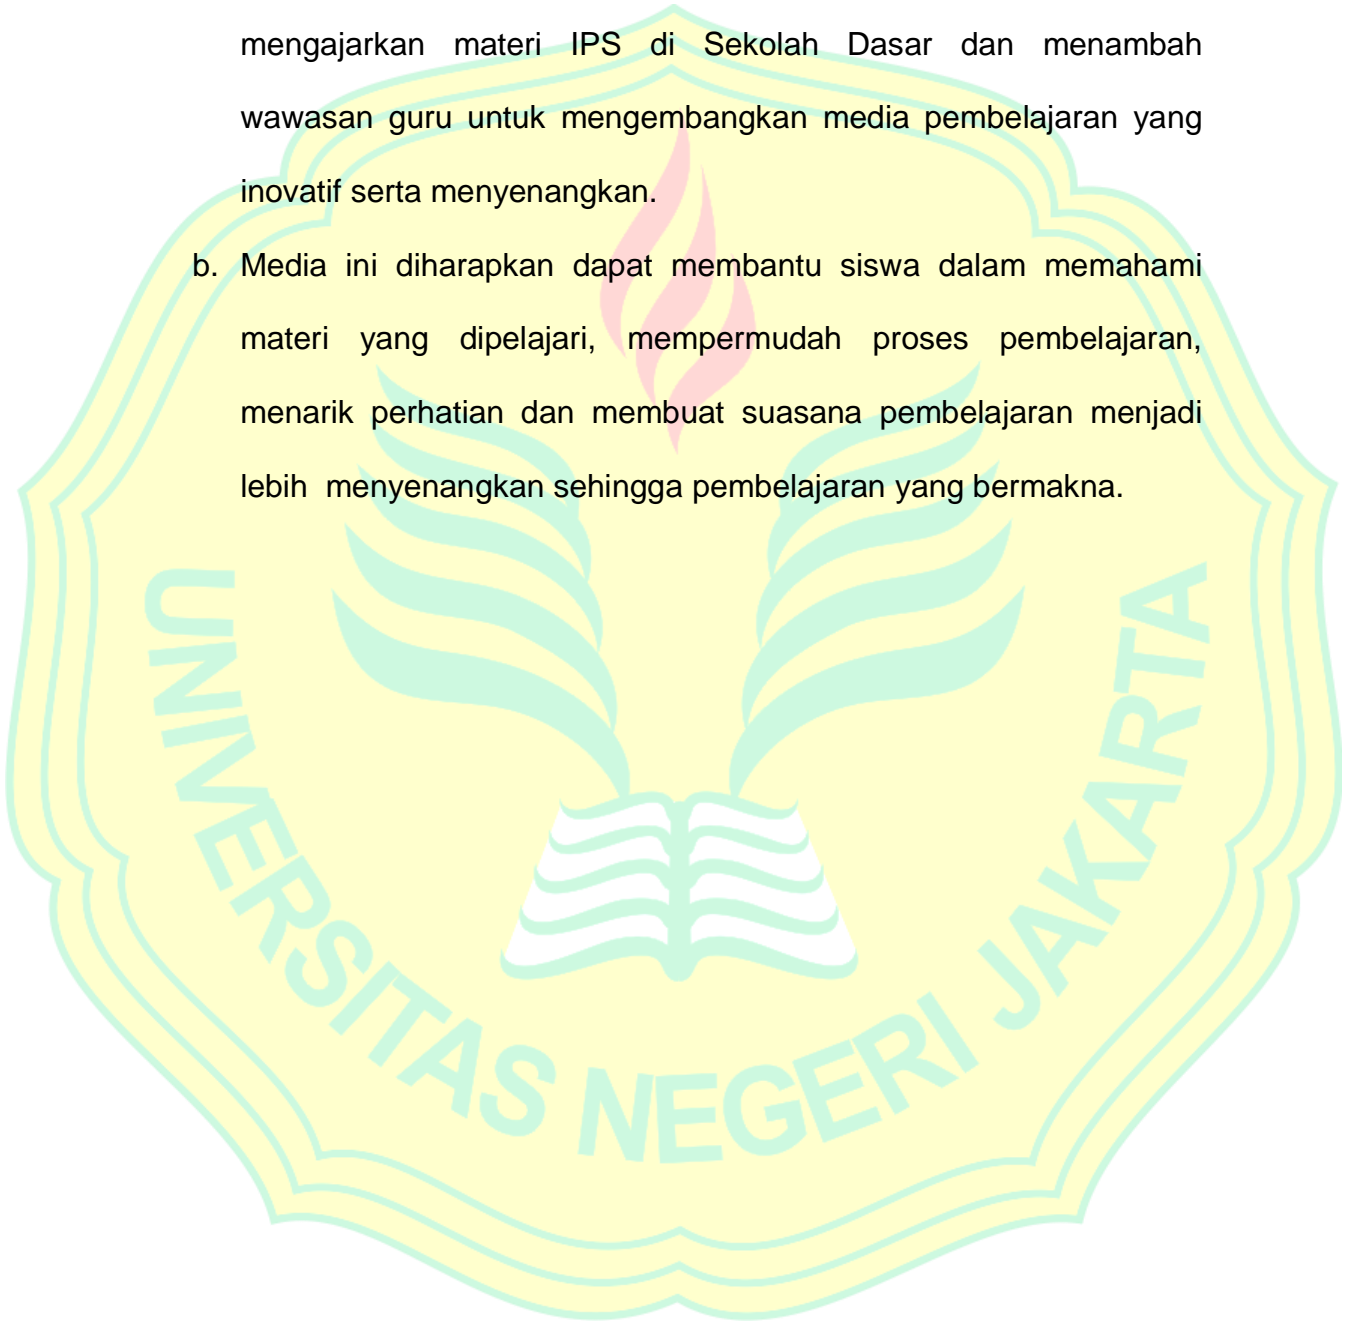 mengajarkan materi IPS di Sekolah Dasar dan menambah
wawasan guru untuk mengembangkan media pembelajaran yang
inovatif serta menyenangkan.
b. Media ini diharapkan dapat membantu siswa dalam memahami
materi yang dipelajari, mempermudah proses pembelajaran,
menarik perhatian dan membuat suasana pembelajaran menjadi
lebih menyenangkan sehingga pembelajaran yang bermakna.
UNIVERSITAS NEGERI JAKARTA